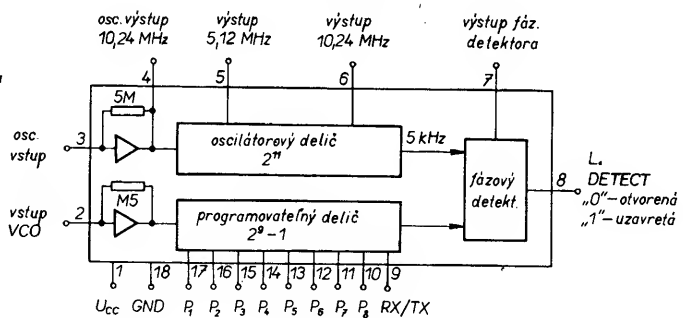 osc. výstup
10,24 MHz
výstup
5,12 MHz
výstup
10,24 MHz
výstup fáz.
detektora
4
5
6
7
5M
osc.
vstup
3
oscilátorový delič
2¹¹
5 kHz
fázový
detekt.
8
L.
DETECT
„0"– otvorená
„1"– uzavretá
vstup
VCO
2
M5
programovateľný delič
2⁹ – 1
1 18 17 16 15 14 13 12 11 10 9
Ucc GND P₁ P₂ P₃ P₄ P₅ P₆ P₇ P₈ RX/TX